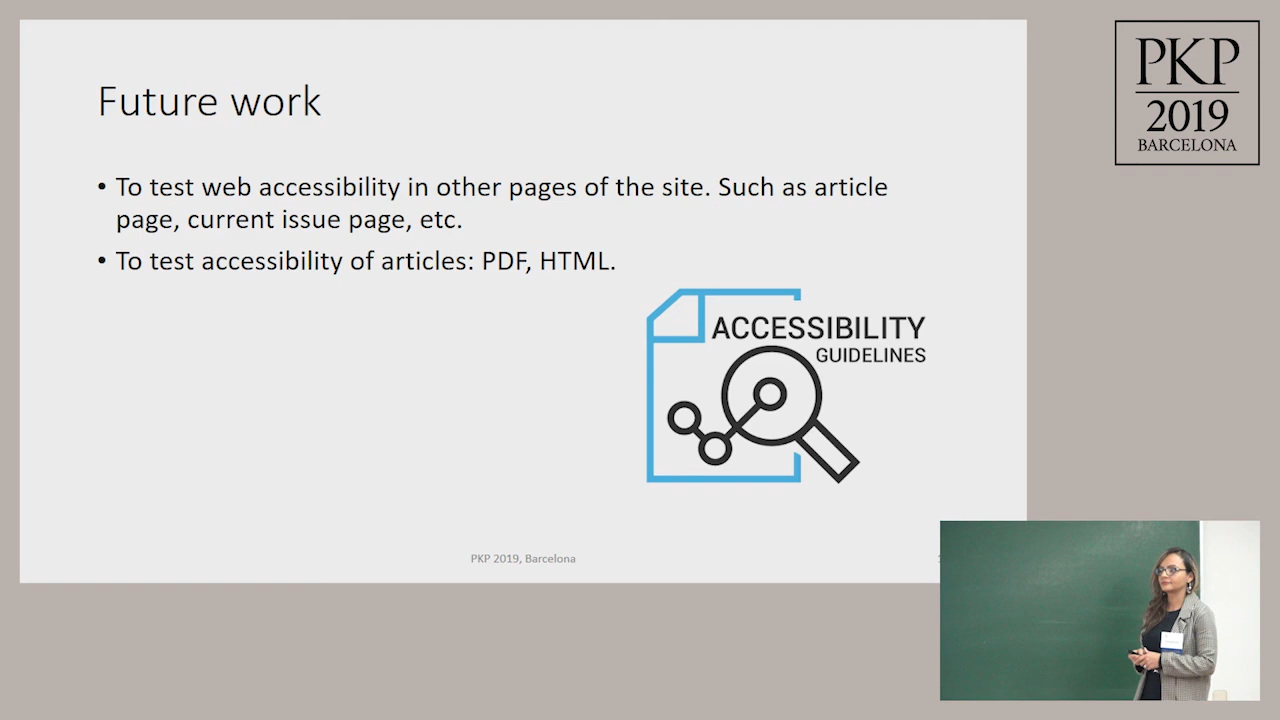 Future work
• To test web accessibility in other pages of the site. Such as article
page, current issue page, etc.
• To test accessibility of articles: PDF, HTML.
ACCESSIBILITY
GUIDELINES
PKP 2019, Barcelona
PKP
2019
BARCELONA